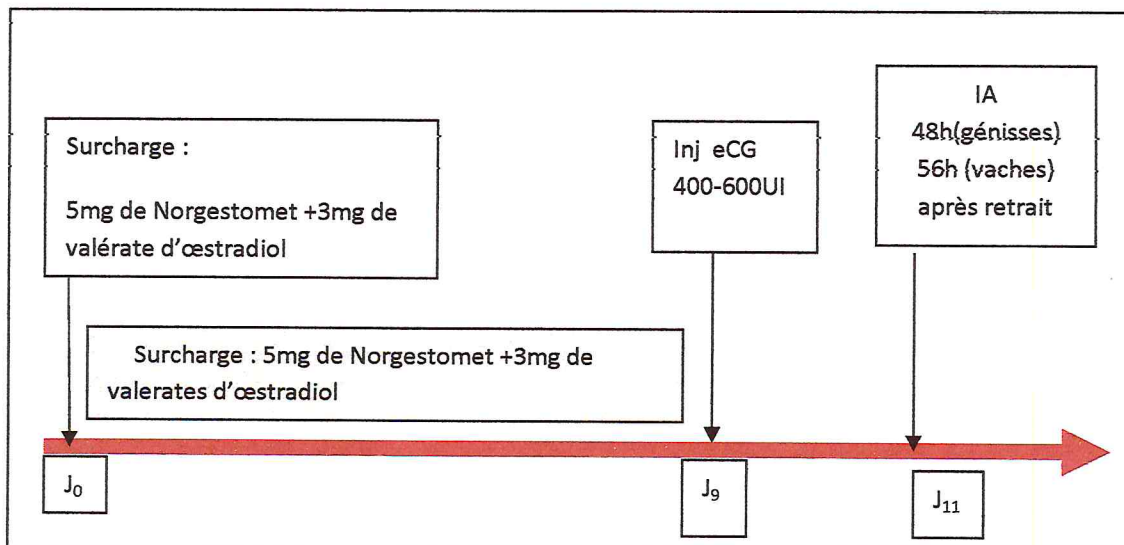 Surcharge :
5mg de Norgestomet +3mg de
valérate d’œstradiol
Inj eCG
400-600UI
IA
48h(génisses)
56h (vaches)
après retrait
Surcharge : 5mg de Norgestomet +3mg de
valerates d’œstradiol
J₀
J₉
J₁₁